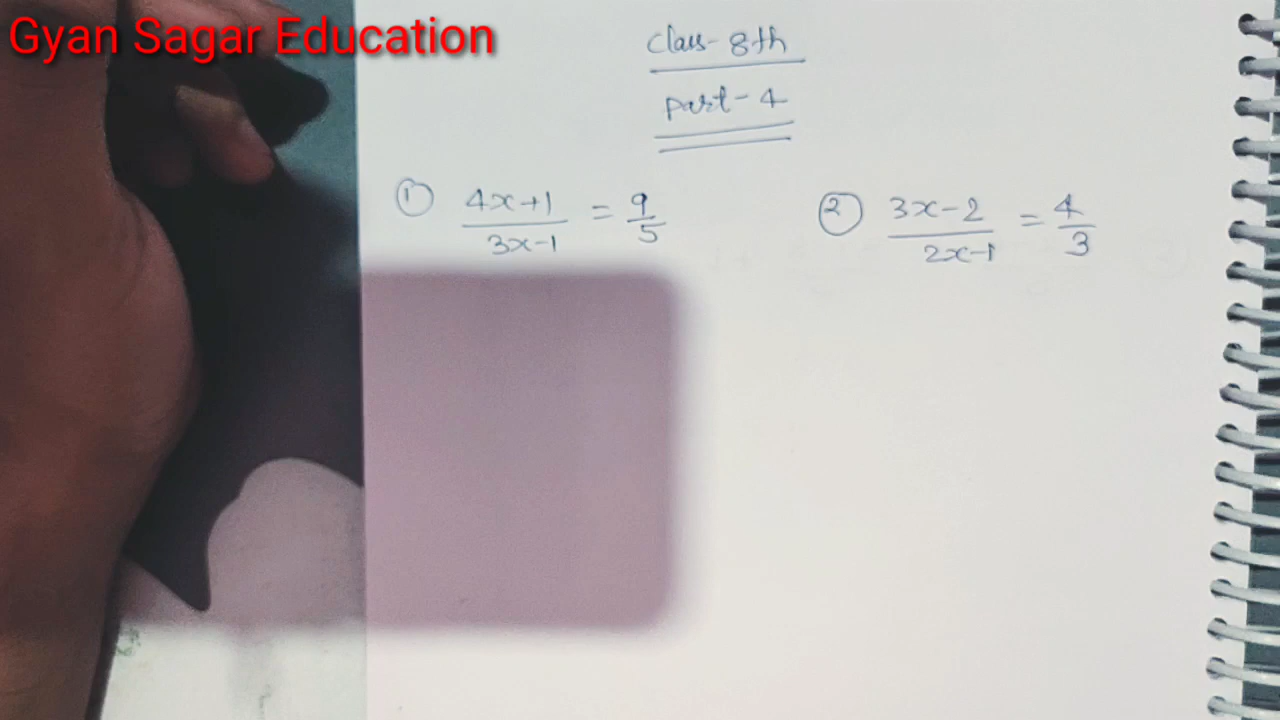 Gyan Sagar Education
Class - 8th
Part - 4
① 4x+1/3x-1 = 9/5
② 3x-2/2x-1 = 4/3